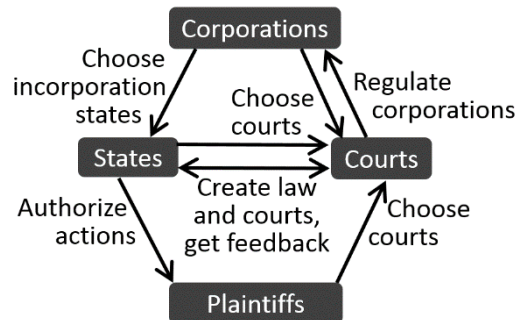 Corporations
Choose
incorporation
states
Choose
courts
Regulate
corporations
States
Courts
Create law
and courts,
get feedback
Authorize
actions
Choose
courts
Plaintiffs